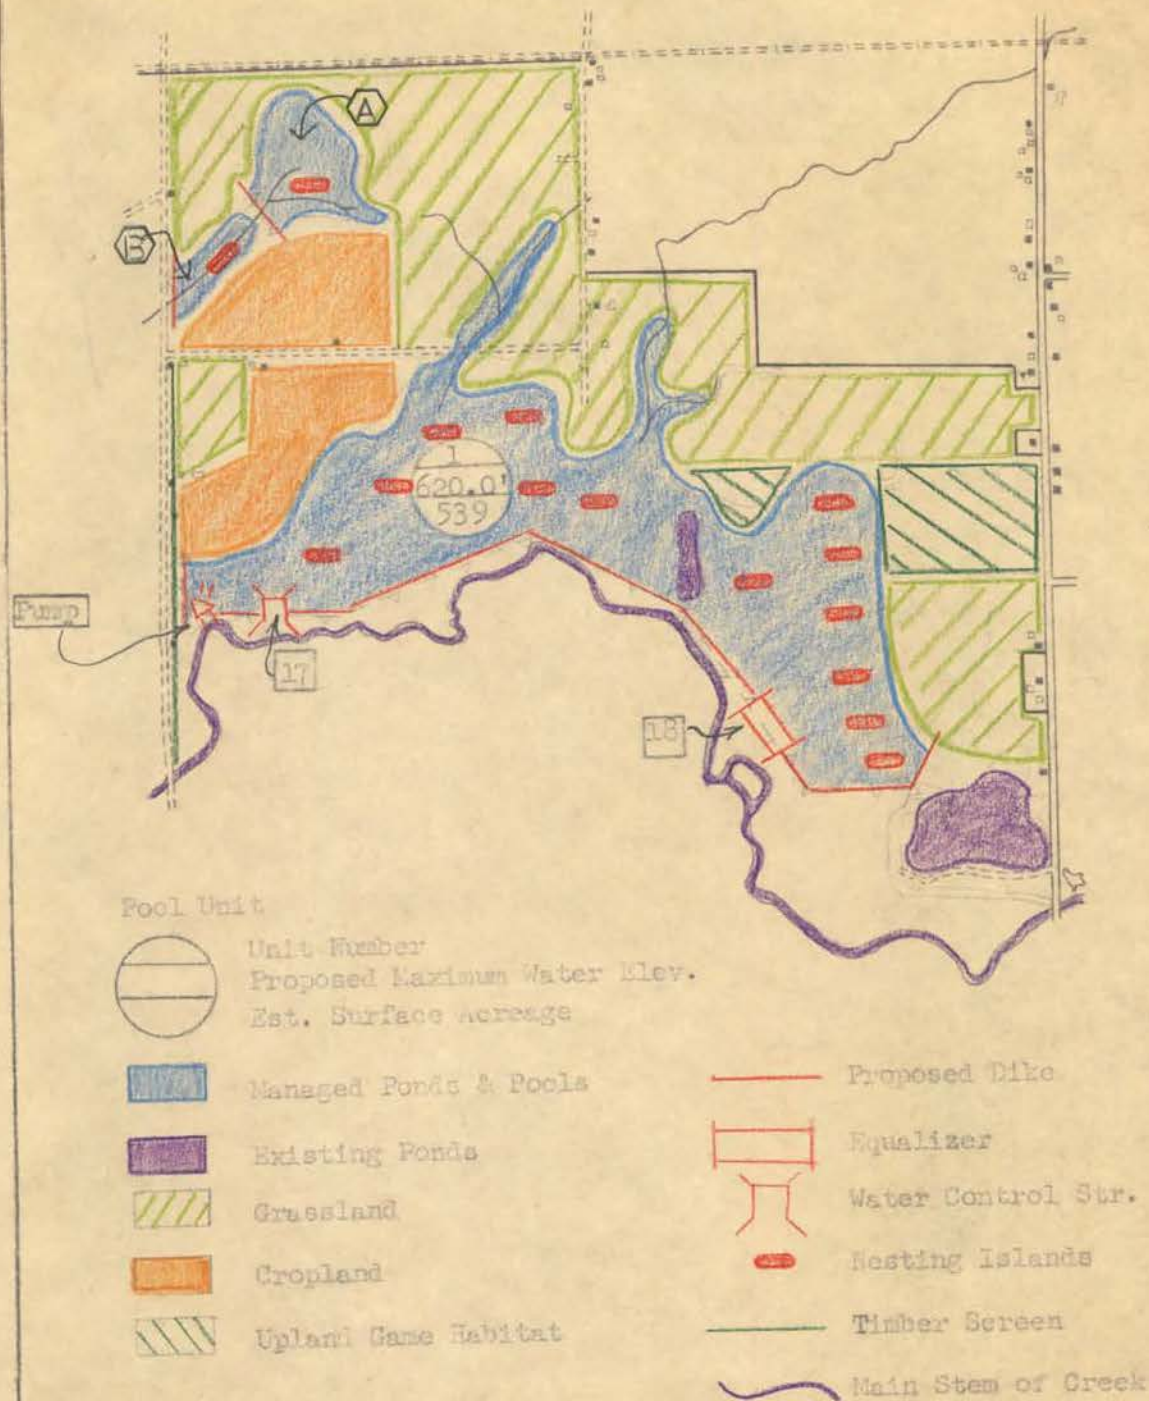 A
B
1
620.0'
539
Pump
17
18
Pool Unit
Unit Number
Proposed Maximum Water Elev.
Est. Surface Acreage
Managed Ponds & Pools
Existing Ponds
Grassland
Cropland
Upland Game Habitat
Proposed Dike
Equalizer
Water Control Str.
Nesting Islands
Timber Screen
Main Stem of Creek